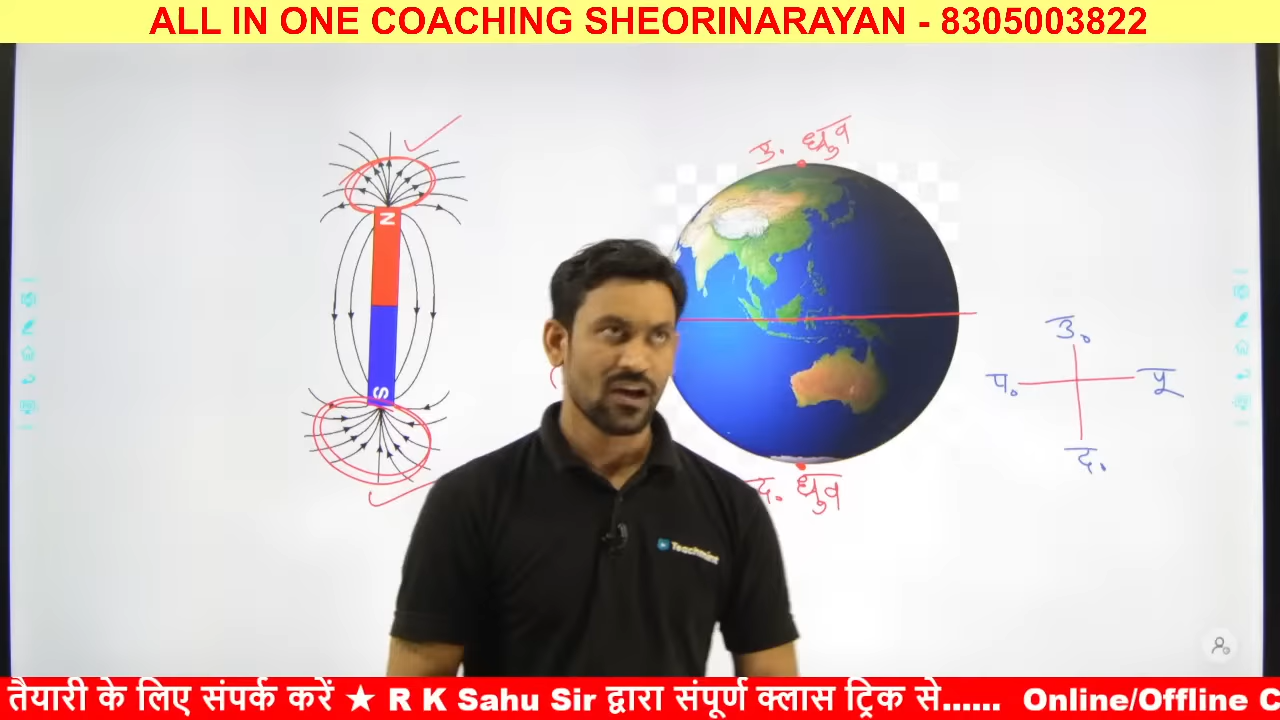 ALL IN ONE COACHING SHEORINARAYAN - 8305003822
उ. ध्रुव
N
S
उ.
प.
पू
द.
द. ध्रुव
Teachmint
तैयारी के लिए संपर्क करें ★ R K Sahu Sir द्वारा संपूर्ण क्लास ट्रिक से...... Online/Offline C